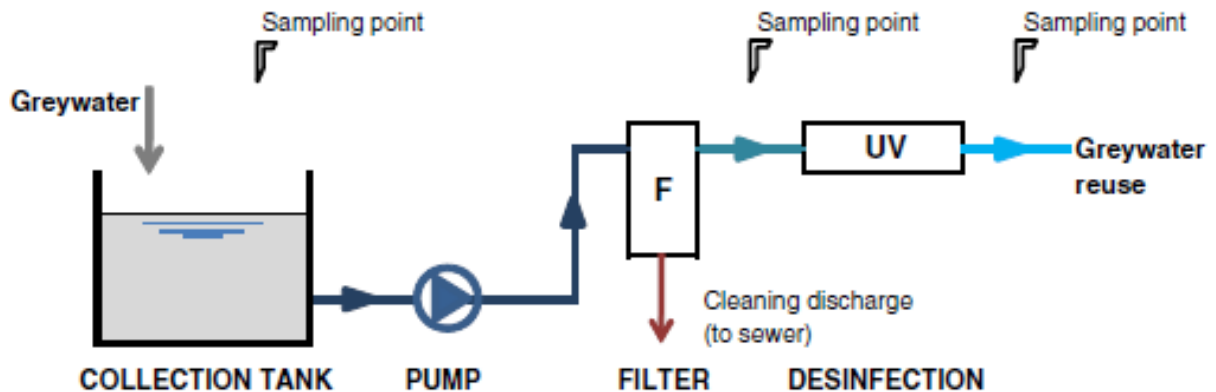 Sampling point
Sampling point
Sampling point
Greywater
UV
Greywater
reuse
F
Cleaning discharge
(to sewer)
COLLECTION TANK
PUMP
FILTER
DESINFECTION